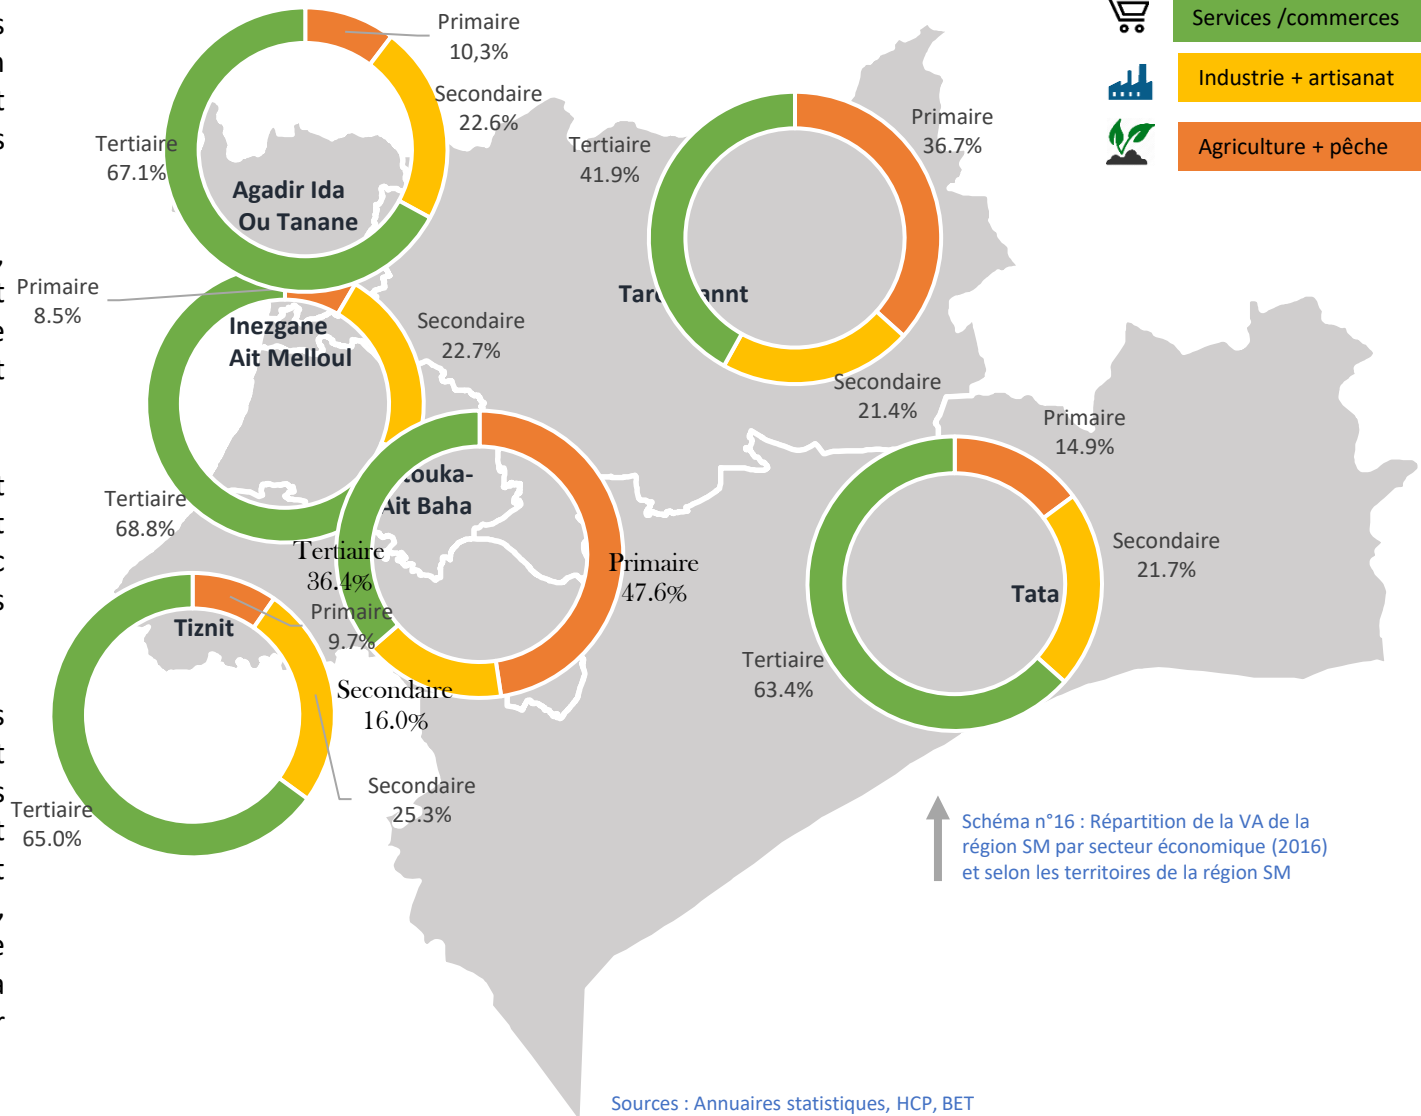 Services /commerces
Industrie + artisanat
Agriculture + pêche
Primaire
10,3%
Secondaire
22.6%
Tertiaire
67.1%
Agadir Ida
Ou Tanane
Primaire
36.7%
Tertiaire
41.9%
Secondaire
21.4%
Primaire
8.5%
Inezgane
Ait Melloul
Secondaire
22.7%
Tertiaire
68.8%
Ait Baha
Tertiaire
36.4%
Primaire
47.6%
Secondaire
16.0%
Primaire
14.9%
Secondaire
21.7%
Tata
Tertiaire
63.4%
Tiznit
Primaire
9.7%
Secondaire
25.3%
Tertiaire
65.0%
Schéma n°16 : Répartition de la VA de la
région SM par secteur économique (2016)
et selon les territoires de la région SM
Sources : Annuaires statistiques, HCP, BET